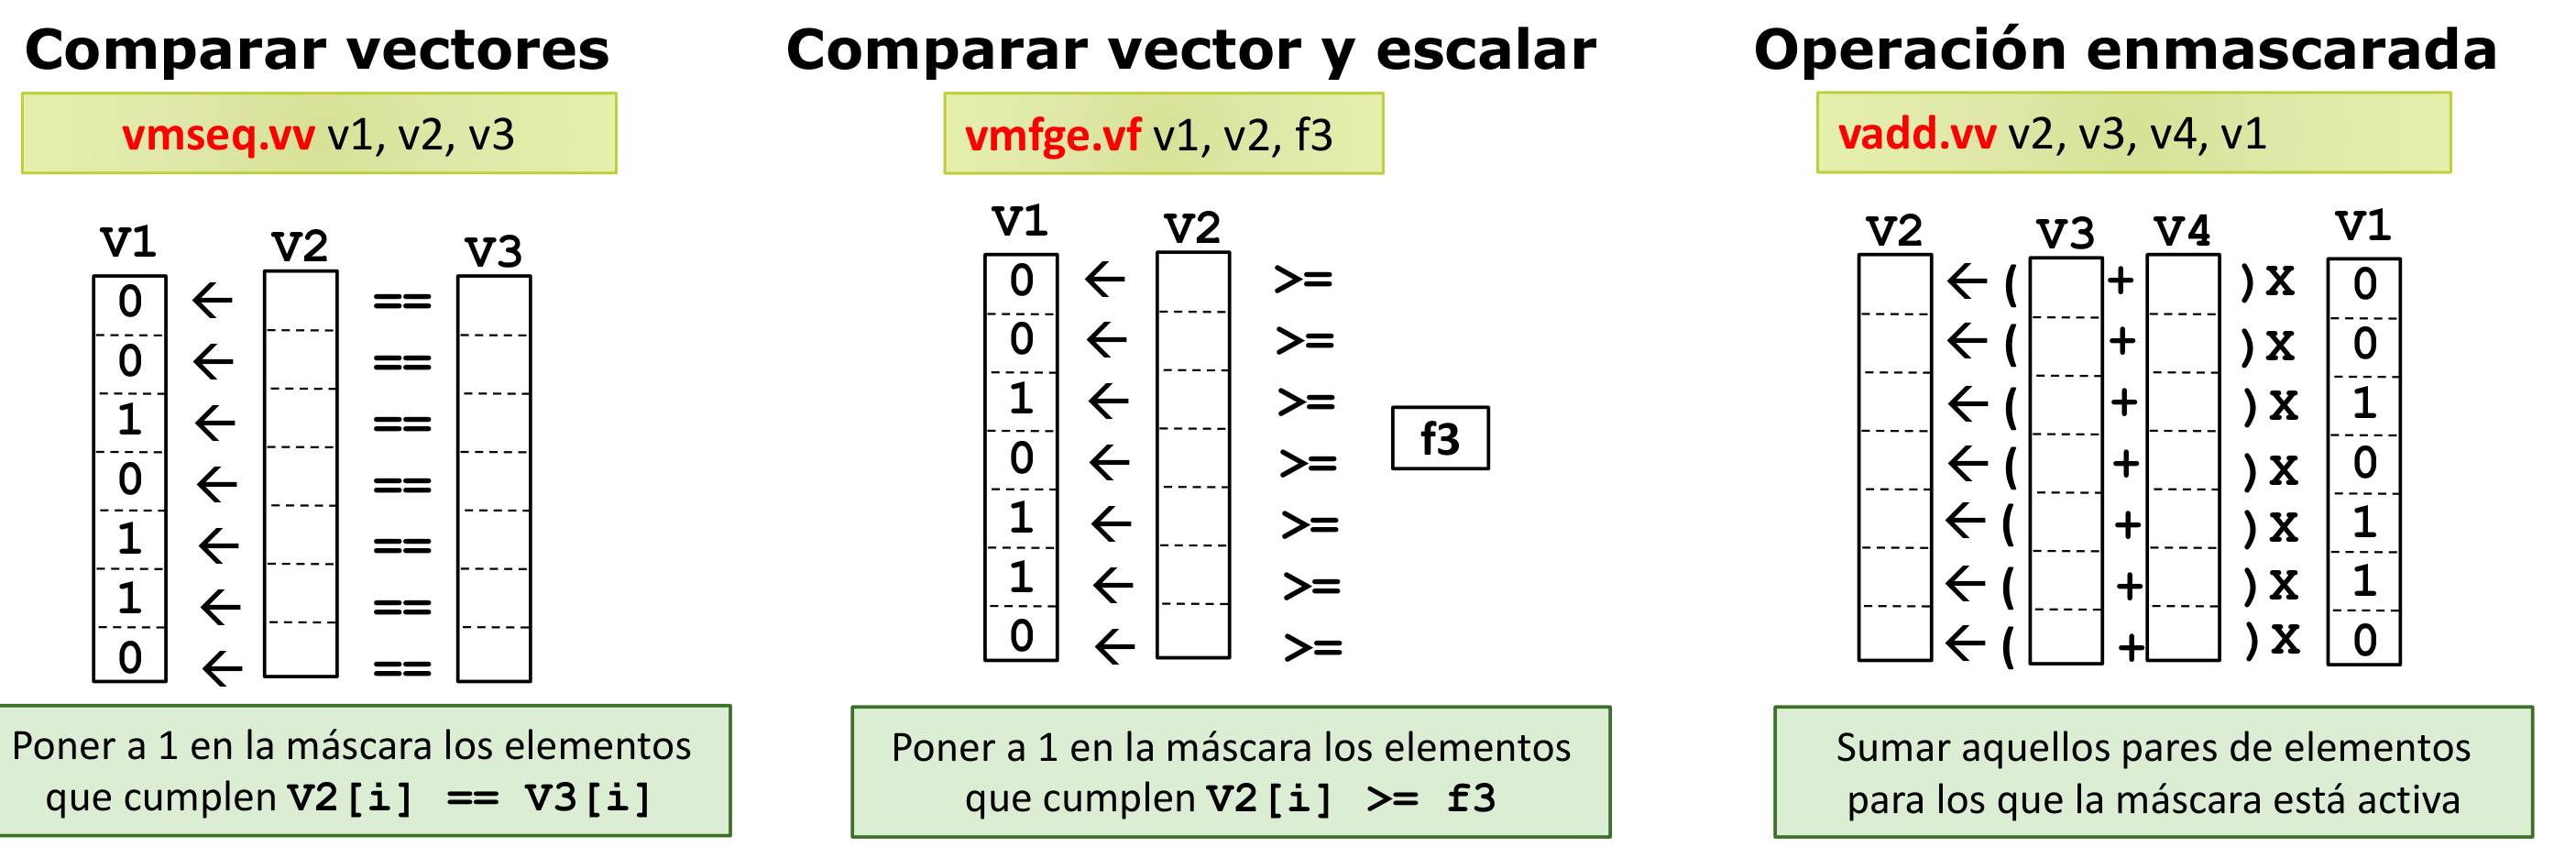 Comparar vectores
vmseq.vv v1, v2, v3
v1 v2 v3
0 ← ==
0 ← ==
1 ← ==
0 ← ==
1 ← ==
1 ← ==
0 ← ==
Poner a 1 en la máscara los elementos
que cumplen V2[i] == V3[i]
Comparar vector y escalar
vmfge.vf v1, v2, f3
v1 v2
0 ← >=
0 ← >=
1 ← >=
f3
0 ← >=
1 ← >=
1 ← >=
0 ← >=
Poner a 1 en la máscara los elementos
que cumplen V2[i] >= f3
Operación enmascarada
vadd.vv v2, v3, v4, v1
v2 v3 v4 v1
← ( + )X 0
← ( + )X 0
← ( + )X 1
← ( + )X 0
← ( + )X 1
← ( + )X 1
← ( + )X 0
Sumar aquellos pares de elementos
para los que la máscara está activa